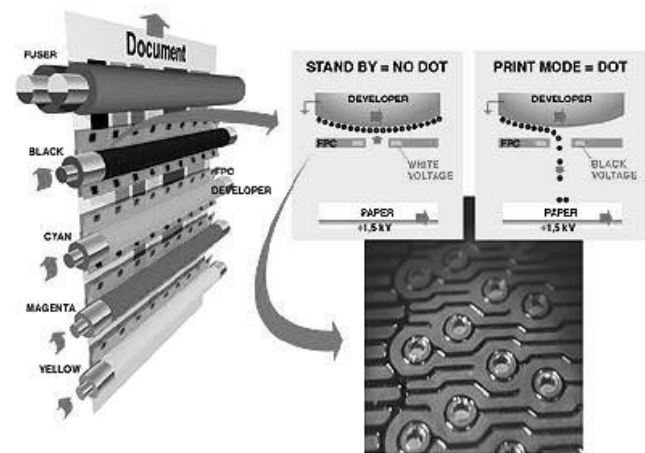 Document
FUSER
BLACK
FPC
DEVELOPER
CYAN
MAGENTA
YELLOW
STAND BY = NO DOT
DEVELOPER
FPC
WHITE
VOLTAGE
PAPER
+1,5 kV
PRINT MODE = DOT
DEVELOPER
FPC
BLACK
VOLTAGE
PAPER
+1,5 kV